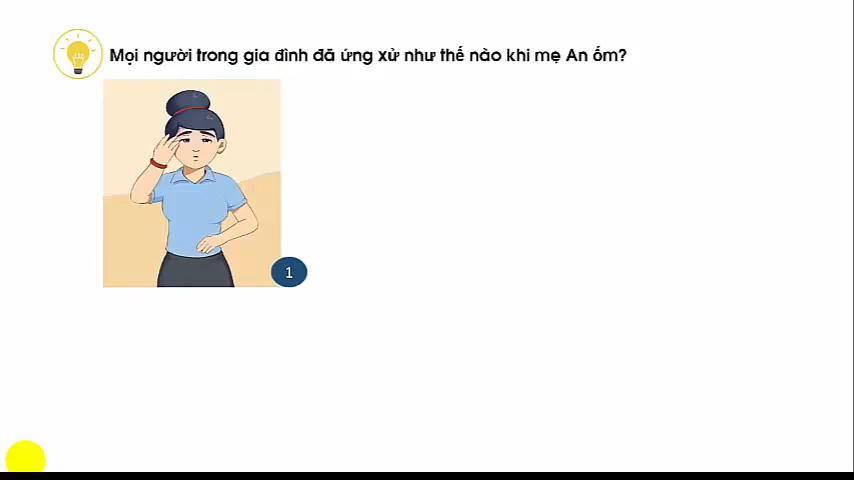 Mọi người trong gia đình đã ứng xử như thế nào khi mẹ An ốm?
1